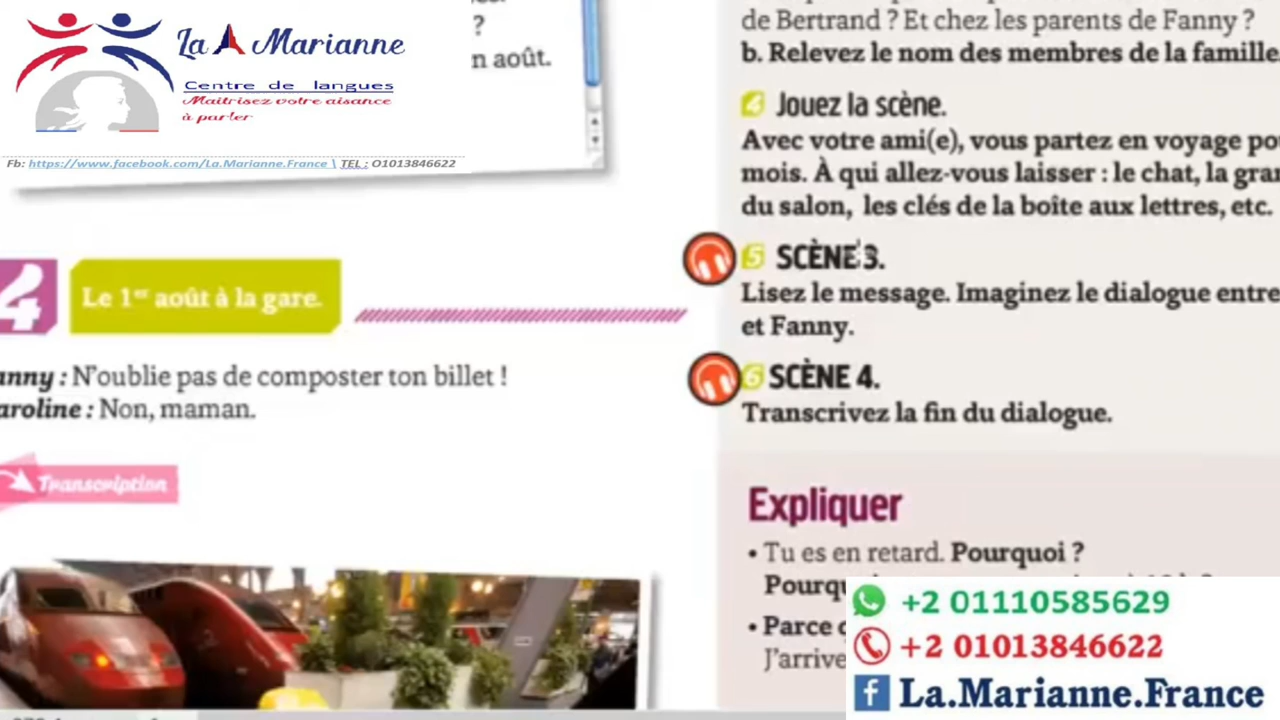 La Marianne
Centre de langues
Maitrisez votre aisance
à parler
Fb: https://www.facebook.com/La.Marianne.France \ TEL : O1013846622
?
n août.
4
Le 1er août à la gare.
anny : N'oublie pas de composter ton billet !
aroline : Non, maman.
Transcription
de Bertrand ? Et chez les parents de Fanny ?
b. Relevez le nom des membres de la famille
4 Jouez la scène.
Avec votre ami(e), vous partez en voyage po
mois. À qui allez-vous laisser : le chat, la gran
du salon, les clés de la boîte aux lettres, etc.
5 SCÈNE 3.
Lisez le message. Imaginez le dialogue entre
et Fanny.
6 SCÈNE 4.
Transcrivez la fin du dialogue.
Expliquer
• Tu es en retard. Pourquoi ?
Pourqu
• Parce
J'arrive
+2 01110585629
+2 01013846622
La.Marianne.France